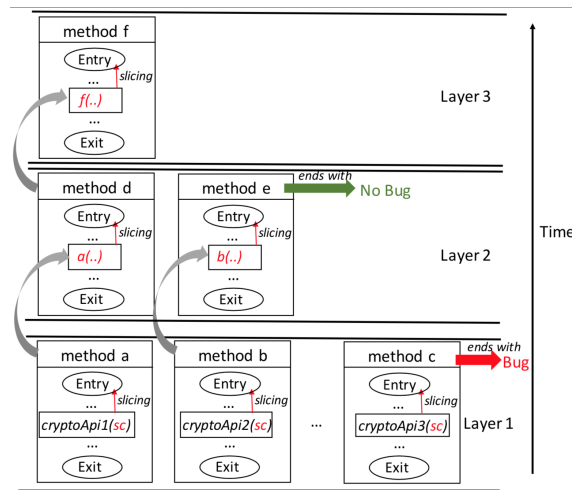 method f
Entry
slicing
...
f(..)
...
Exit
Layer 3
method d
Entry
slicing
...
a(..)
...
Exit
method e
ends with
No Bug
Entry
slicing
...
b(..)
...
Exit
Layer 2
Time
method a
Entry
...
slicing
cryptoApi1(sc)
...
Exit
method b
Entry
...
slicing
cryptoApi2(sc)
...
Exit
...
method c
ends with
Bug
Entry
...
slicing
cryptoApi3(sc)
...
Exit
Layer 1